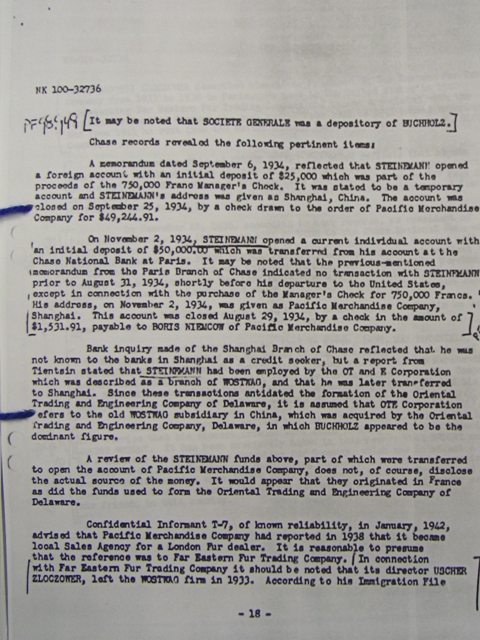 NK 100-32736
[It may be noted that SOCIETE GENERALE was a depository of BUCHHOLZ.]
Chase records revealed the following pertinent items:
A memorandum dated September 6, 1934, reflected that STEINEMANN opened
a foreign account with an initial deposit of $25,000 which was part of the
proceeds of the 750,000 Franc Manager's Check. It was stated to be a temporary
account and STEINEMANN's address was given as Shanghai, China. The account was
closed on September 25, 1934, by a check drawn to the order of Pacific Merchandise
Company for $49,244.91.
On November 2, 1934, STEINEMANN opened a current individual account with
an initial deposit of $50,000.00 which was transferred from his account at the
Chase National Bank at Paris. It may be noted that the previous-mentioned
memorandum from the Paris Branch of Chase indicated no transaction with STEINEMANN
prior to August 31, 1934, shortly before his departure to the United States,
except in connection with the purchase of the Manager's Check for 750,000 Francs.
His address, on November 2, 1934, was given as Pacific Merchandise Company,
Shanghai. This account was closed August 29, 1934, by a check in the amount of
$1,531.91, payable to BORIS NIEMCOW of Pacific Merchandise Company.
Bank inquiry made of the Shanghai Branch of Chase reflected that he was
not known to the banks in Shanghai as a credit seeker, but a report from
Tientsin stated that STEINEMANN had been employed by the OT and E Corporation
which was described as a branch of WOSTWAG, and that he was later transferred
to Shanghai. Since these transactions antidated the formation of the Oriental
Trading and Engineering Company of Delaware, it is assumed that OTE Corporation
refers to the old WOSTWAG subsidiary in China, which was acquired by the Oriental
Trading and Engineering Company, Delaware, in which BUCHHOLZ appeared to be the
dominant figure.
A review of the STEINEMANN funds above, part of which were transferred
to open the account of Pacific Merchandise Company, does not, of course, disclose
the actual source of the money. It would appear that they originated in France
as did the funds used to form the Oriental Trading and Engineering Company of
Delaware.
Confidential Informant T-7, of known reliability, in January, 1942,
advised that Pacific Merchandise Company had reported in 1938 that it became
local Sales Agency for a London Fur dealer. It is reasonable to presume
that the reference was to Far Eastern Fur Trading Company. [In connection
with Far Eastern Fur Trading Company it should be noted that its director USCHER
ZLOCZOWER, left the WOSTWAG firm in 1933. According to his Immigration File
- 18 -